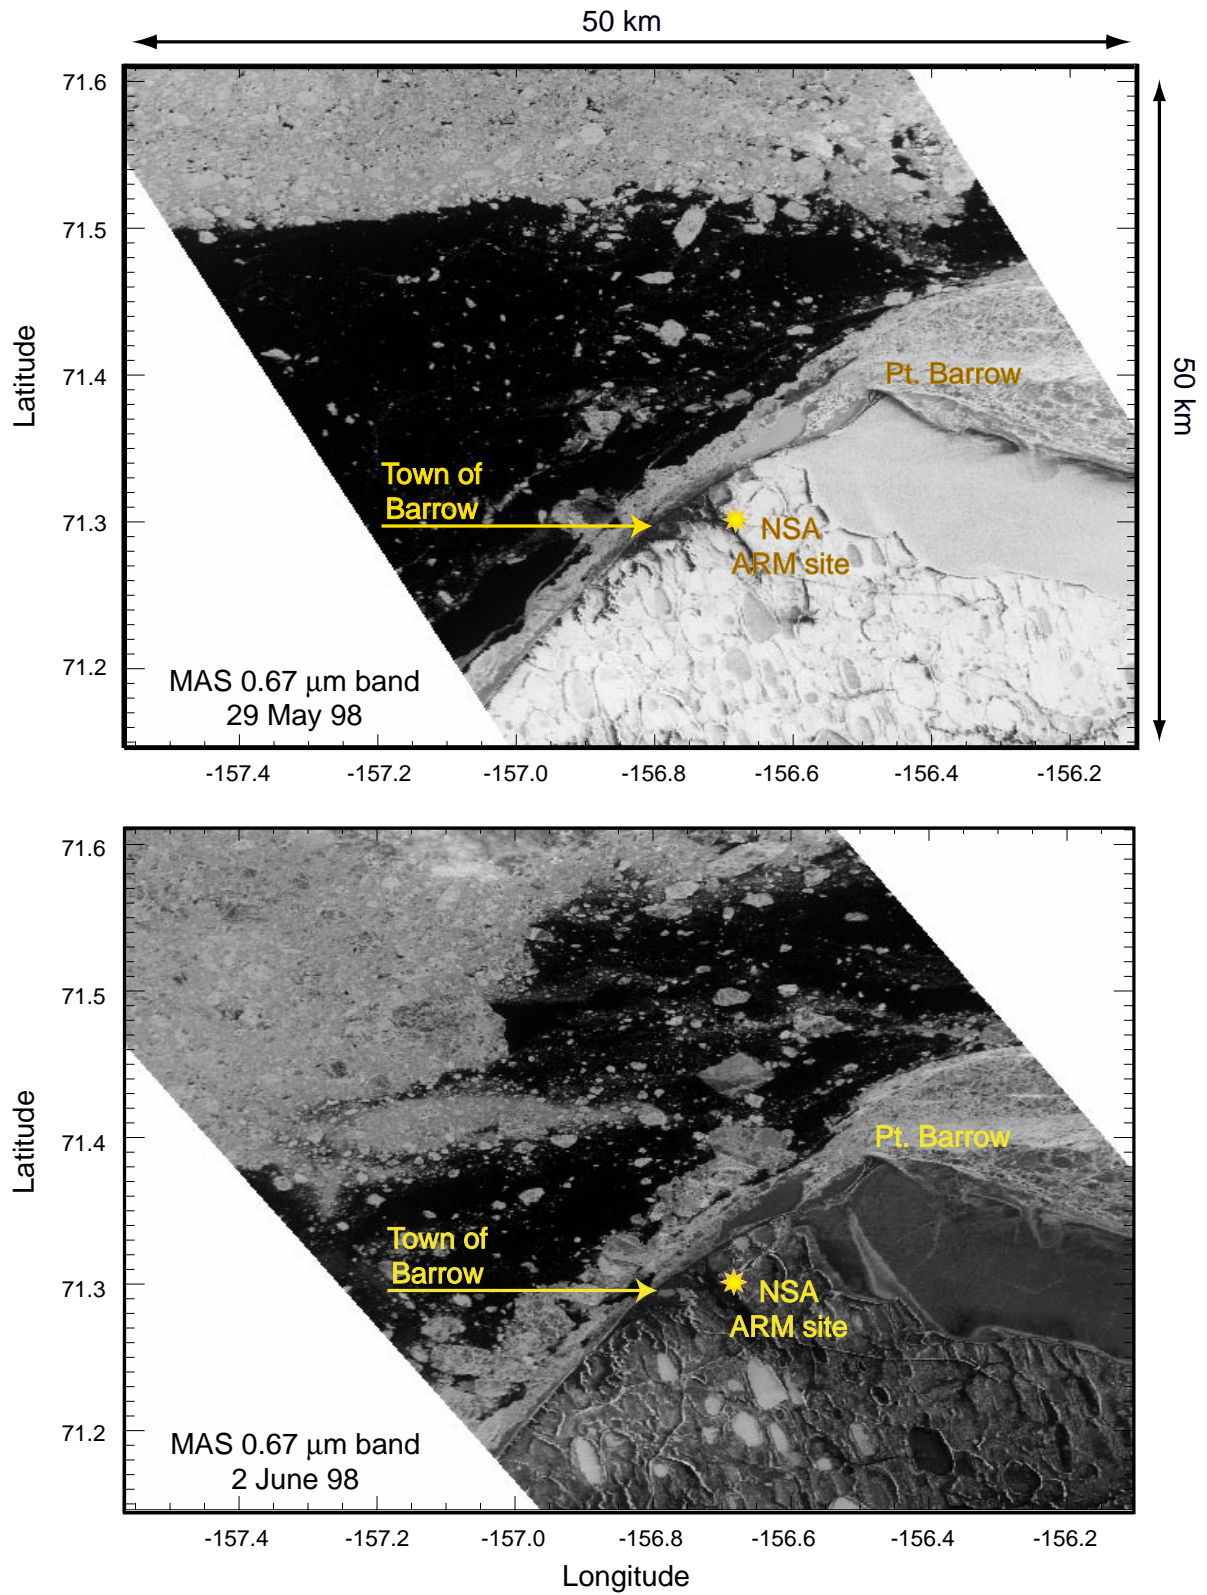 50 km
71.6
71.5
71.4
71.3
71.2
Latitude
50 km
Pt. Barrow
Town of
Barrow
NSA
ARM site
MAS 0.67 μm band
29 May 98
-157.4
-157.2
-157.0
-156.8
-156.6
-156.4
-156.2
71.6
71.5
71.4
71.3
71.2
Latitude
Pt. Barrow
Town of
Barrow
NSA
ARM site
MAS 0.67 μm band
2 June 98
-157.4
-157.2
-157.0
-156.8
-156.6
-156.4
-156.2
Longitude